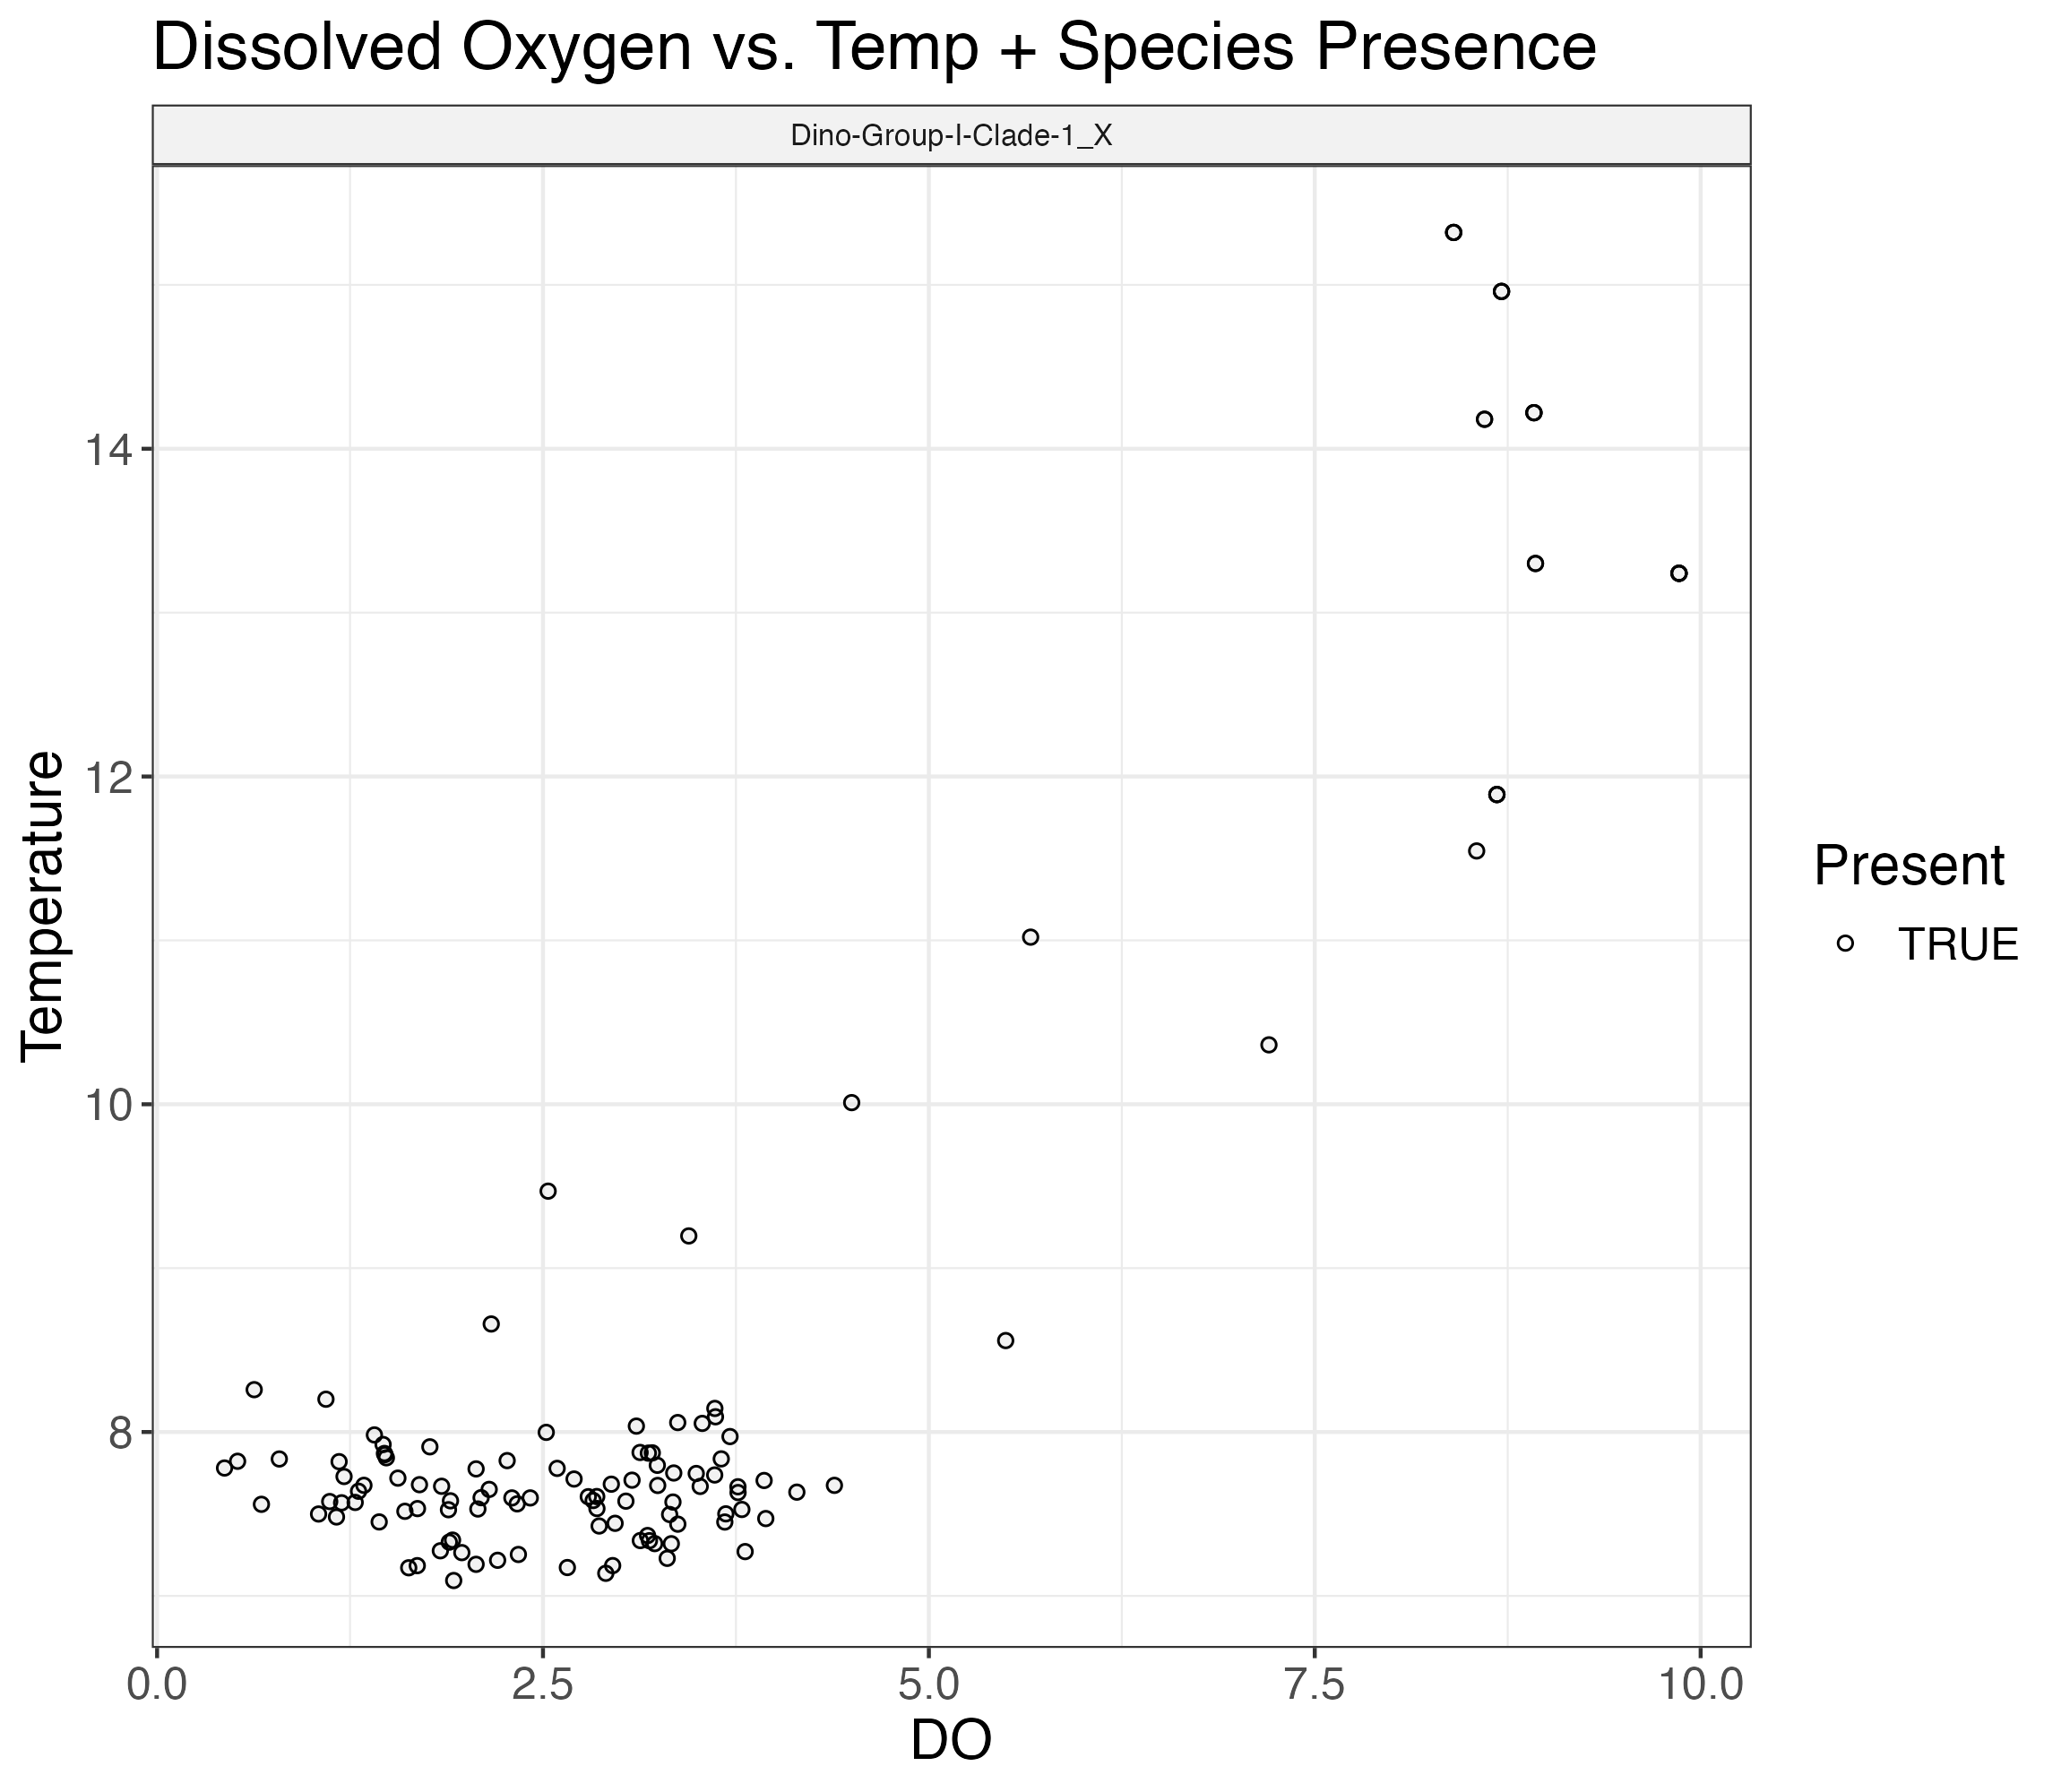 Dissolved Oxygen vs. Temp + Species Presence
Dino-Group-I-Clade-1_X
Temperature
14
12
10
8
0.0 2.5 5.0 7.5 10.0
DO
Present
TRUE